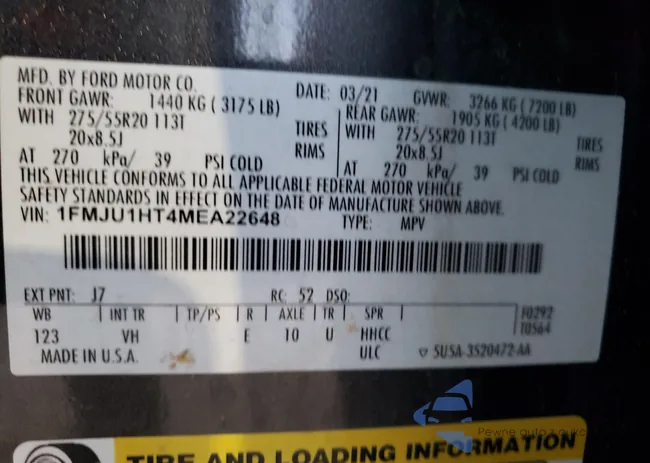 MFD. BY FORD MOTOR CO.
DATE: 03/21 GVWR: 3266 KG (7200 LB)
FRONT GAWR: 1440 KG (3175 LB)
REAR GAWR: 1905 KG (4200 LB)
WITH 275/55R20 113T TIRES
WITH 275/55R20 113T TIRES
20x8.5J RIMS
20x8.5J RIMS
AT 270 kPa/ 39 PSI COLD
AT 270 kPa/ 39 PSI COLD
THIS VEHICLE CONFORMS TO ALL APPLICABLE FEDERAL MOTOR VEHICLE
SAFETY STANDARDS IN EFFECT ON THE DATE OF MANUFACTURE SHOWN ABOVE.
VIN: 1FMJU1HT4MEA22648 TYPE: MPV
EXT PNT: J7 RC: 52 DSO:
WB INT TR TP/PS R AXLE TR SPR F0292
T0564
123 VH E 10 U HHCC
MADE IN U.S.A. ULC ▽ 5U5A-3520472-AA
Pewne auto z auka
TIRE AND LOADING INFORMATION